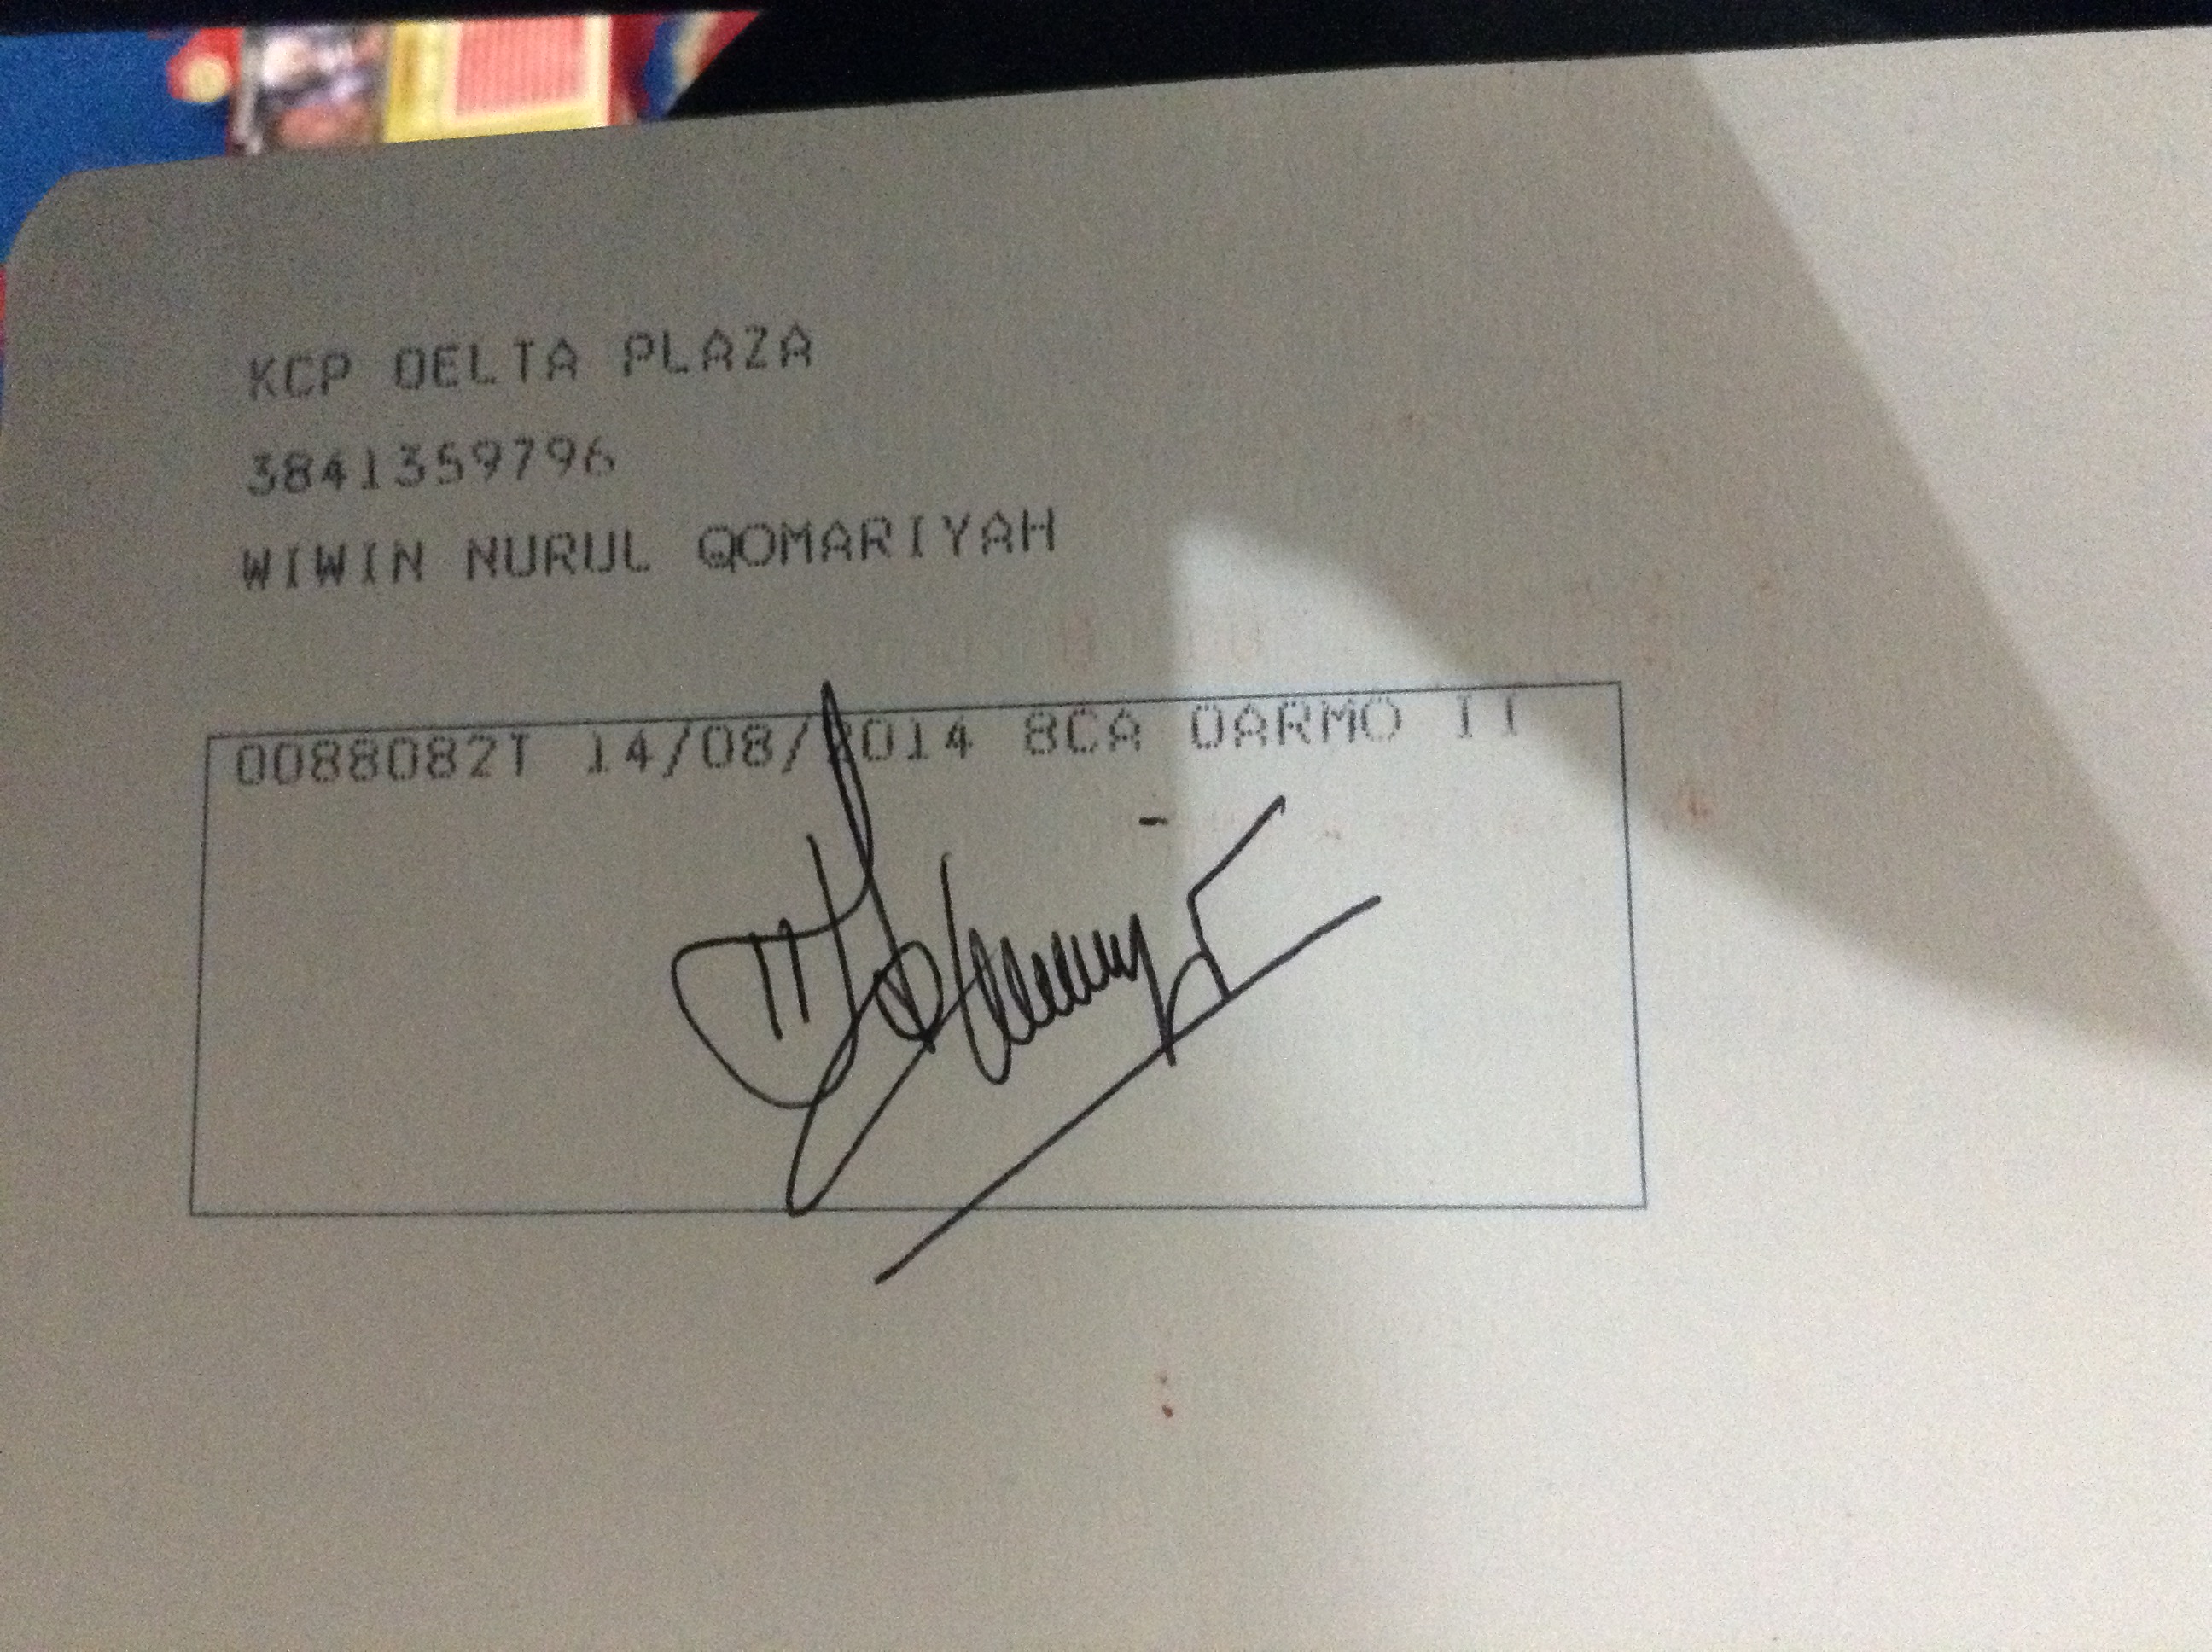 KCP DELTA PLAZA
3841359796
WIWIN NURUL QOMARIYAH
0088082T 14/08/2014 BCA DARMO II